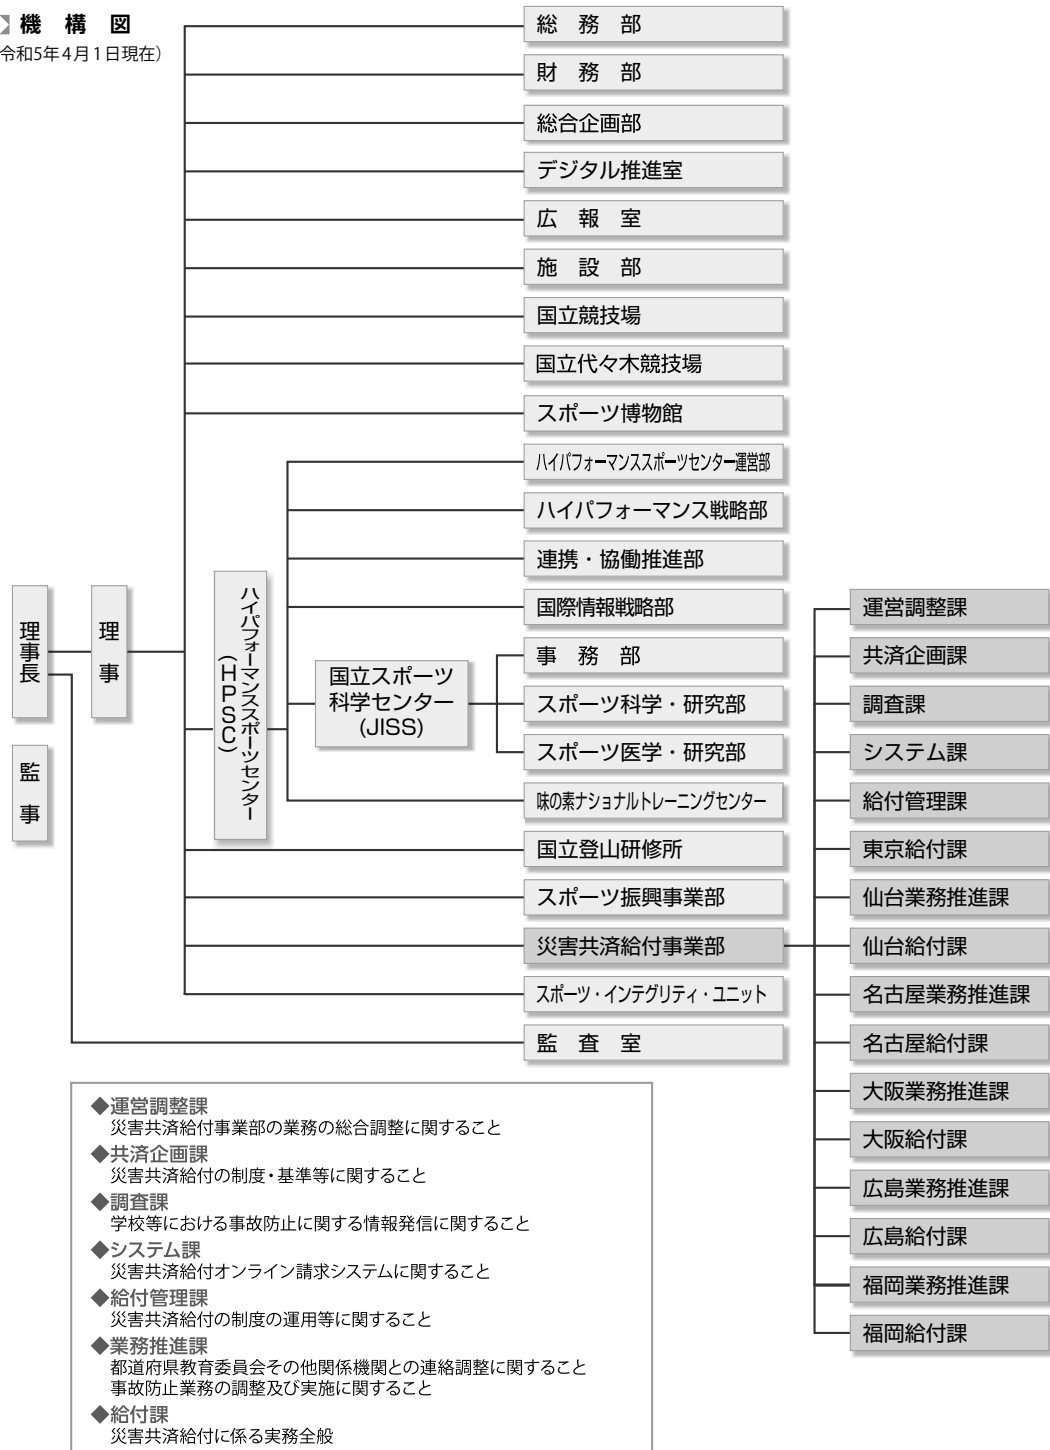 機 構 図
令和5年4月1日現在）
総 務 部
財 務 部
総合企画部
デジタル推進室
広 報 室
施 設 部
国立競技場
国立代々木競技場
スポーツ博物館
ハイパフォーマンススポーツセンター運営部
ハイパフォーマンス戦略部
連携・協働推進部
国際情報戦略部
理事長
理 事
監 事
ハイパフォーマンススポーツセンター
（HPSC）
国立スポーツ
科学センター
(JISS)
事 務 部
スポーツ科学・研究部
スポーツ医学・研究部
味の素ナショナルトレーニングセンター
国立登山研修所
スポーツ振興事業部
災害共済給付事業部
スポーツ・インテグリティ・ユニット
監 査 室
運営調整課
共済企画課
調査課
システム課
給付管理課
東京給付課
仙台業務推進課
仙台給付課
名古屋業務推進課
名古屋給付課
大阪業務推進課
大阪給付課
広島業務推進課
広島給付課
福岡業務推進課
福岡給付課
◆運営調整課
災害共済給付事業部の業務の総合調整に関すること
◆共済企画課
災害共済給付の制度・基準等に関すること
◆調査課
学校等における事故防止に関する情報発信に関すること
◆システム課
災害共済給付オンライン請求システムに関すること
◆給付管理課
災害共済給付の制度の運用等に関すること
◆業務推進課
都道府県教育委員会その他関係機関との連絡調整に関すること
事故防止業務の調整及び実施に関すること
◆給付課
災害共済給付に係る実務全般